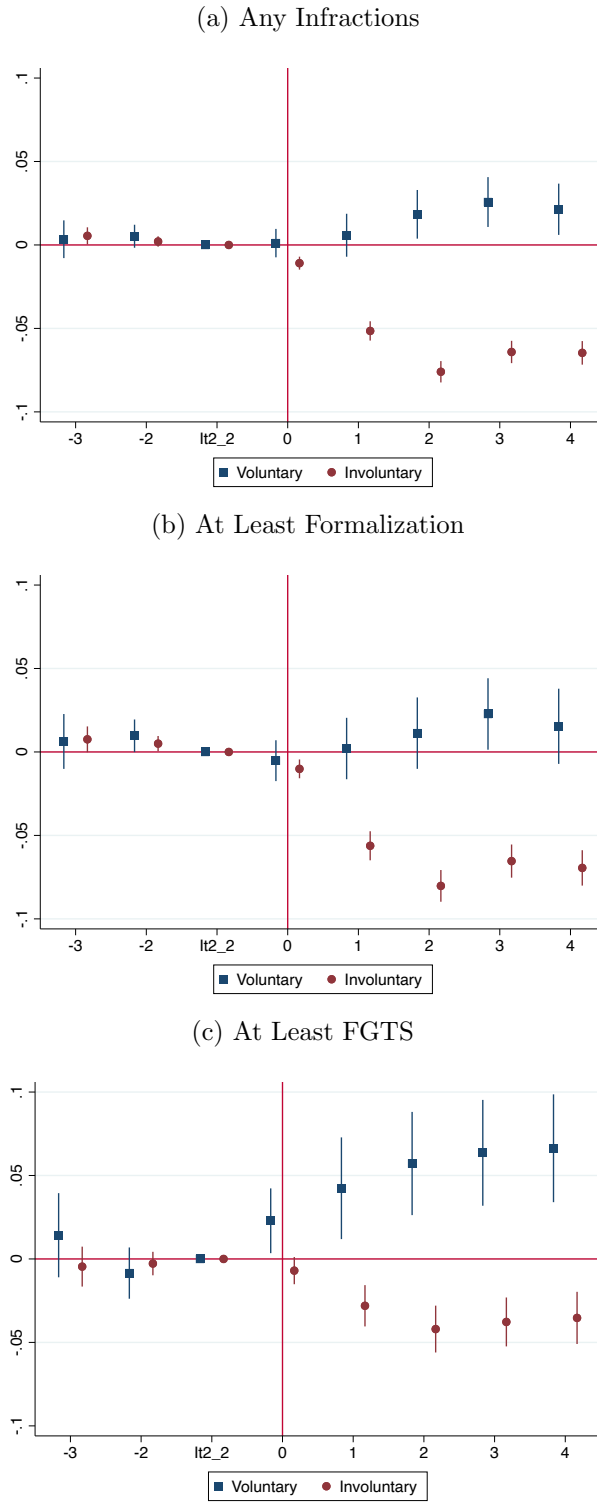 (a) Any Infractions
.1
.05
0
-.05
-.1
-3 -2 lt2_2 0 1 2 3 4
Voluntary Involuntary
(b) At Least Formalization
.1
.05
0
-.05
-.1
-3 -2 lt2_2 0 1 2 3 4
Voluntary Involuntary
(c) At Least FGTS
.1
.05
0
-.05
-.1
-3 -2 lt2_2 0 1 2 3 4
Voluntary Involuntary